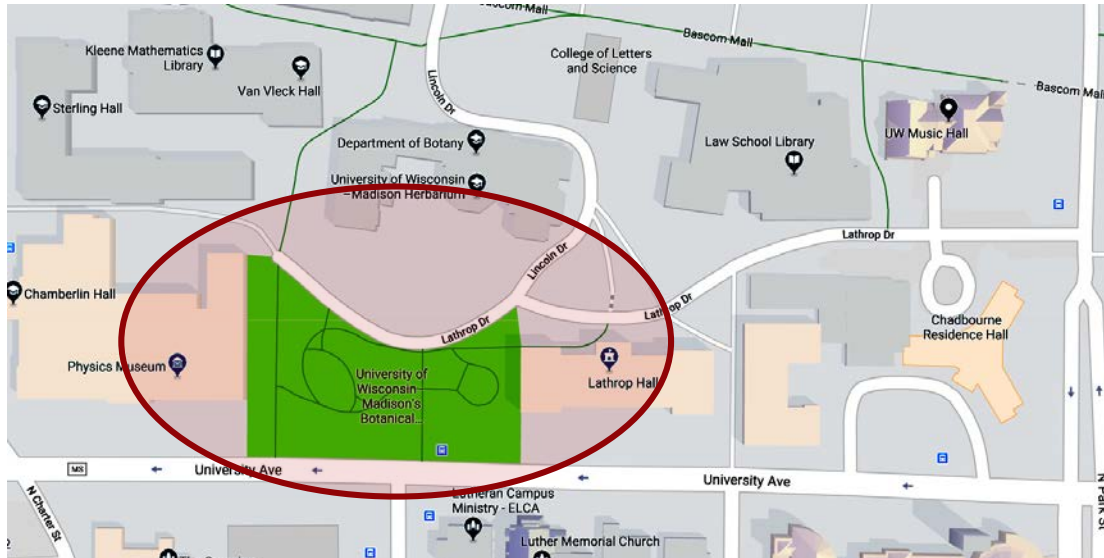 Bascom Mall
Bascom Mall
Bascom Mall
Kleene Mathematics
Library
Van Vleck Hall
Sterling Hall
College of Letters
and Science
Lincoln Dr
Department of Botany
University of Wisconsin
– Madison Herbarium
Law School Library
UW Music Hall
Lathrop Dr
Lincoln Dr
Chamberlin Hall
Lathrop Dr
Lathrop Dr
Physics Museum
University of
Wisconsin
Madison's
Botanical...
Lathrop Hall
Chadbourne
Residence Hall
MS
University Ave
University Ave
N Charter St
N Park St
Lutheran Campus
Ministry - ELCA
Luther Memorial Church